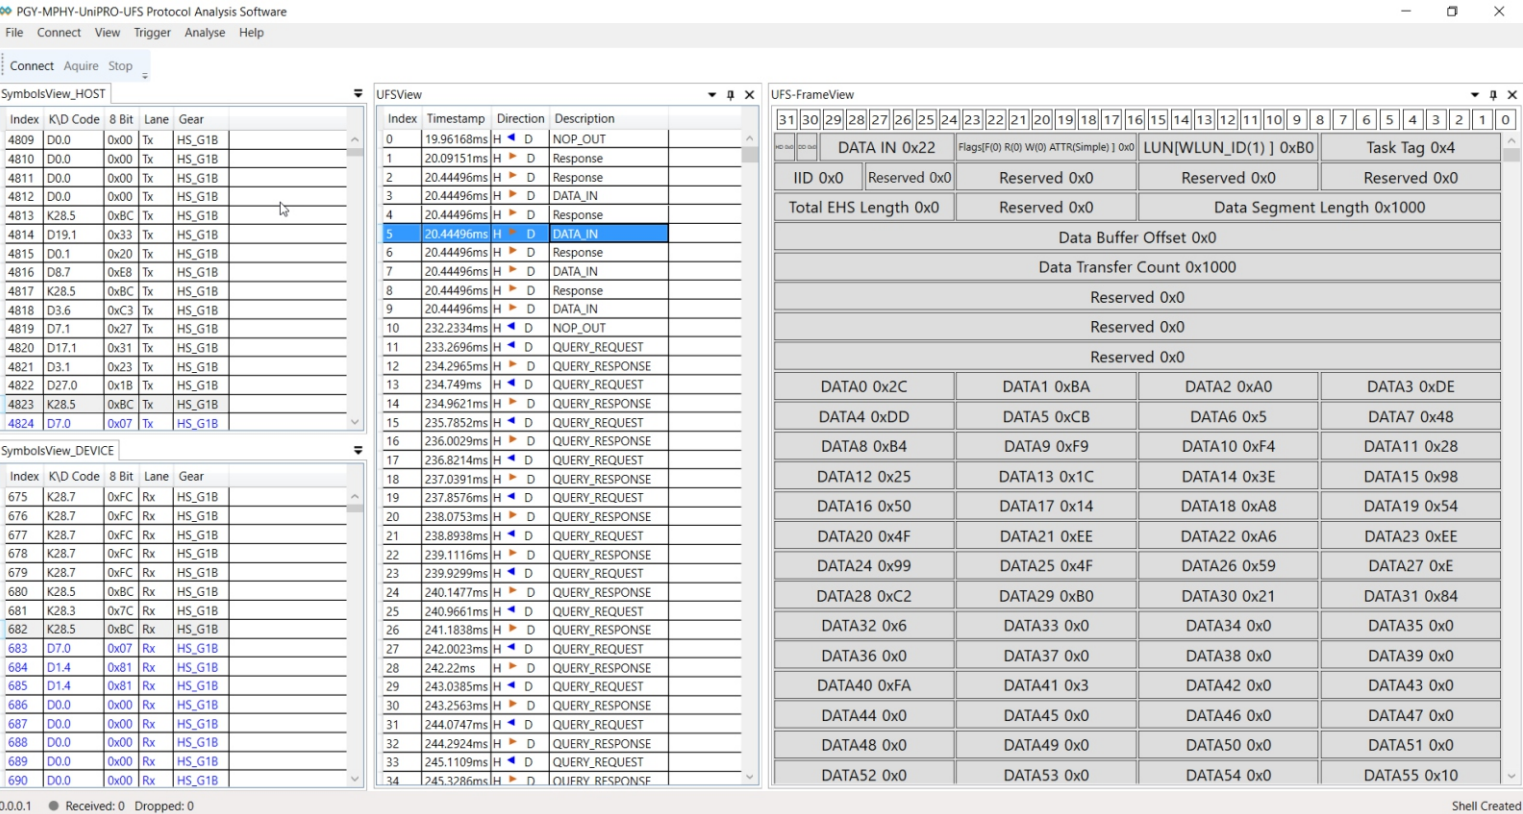 PGY-MPHY-UniPRO-UFS Protocol Analysis Software
File Connect View Trigger Analyse Help
Connect Aquire Stop
SymbolsView_HOST
Index K\D Code 8 Bit Lane Gear
4809 D0.0 0x00 Tx HS_G1B
4810 D0.0 0x00 Tx HS_G1B
4811 D0.0 0x00 Tx HS_G1B
4812 D0.0 0x00 Tx HS_G1B
4813 K28.5 0xBC Tx HS_G1B
4814 D19.1 0x33 Tx HS_G1B
4815 D0.1 0x20 Tx HS_G1B
4816 D8.7 0xE8 Tx HS_G1B
4817 K28.5 0xBC Tx HS_G1B
4818 D3.6 0xC3 Tx HS_G1B
4819 D7.1 0x27 Tx HS_G1B
4820 D17.1 0x31 Tx HS_G1B
4821 D3.1 0x23 Tx HS_G1B
4822 D27.0 0x1B Tx HS_G1B
4823 K28.5 0xBC Tx HS_G1B
4824 D7.0 0x07 Tx HS_G1B
SymbolsView_DEVICE
Index K\D Code 8 Bit Lane Gear
675 K28.7 0xFC Rx HS_G1B
676 K28.7 0xFC Rx HS_G1B
677 K28.7 0xFC Rx HS_G1B
678 K28.7 0xFC Rx HS_G1B
679 K28.7 0xFC Rx HS_G1B
680 K28.5 0xBC Rx HS_G1B
681 K28.3 0x7C Rx HS_G1B
682 K28.5 0xBC Rx HS_G1B
683 D7.0 0x07 Rx HS_G1B
684 D1.4 0x81 Rx HS_G1B
685 D1.4 0x81 Rx HS_G1B
686 D0.0 0x00 Rx HS_G1B
687 D0.0 0x00 Rx HS_G1B
688 D0.0 0x00 Rx HS_G1B
689 D0.0 0x00 Rx HS_G1B
690 D0.0 0x00 Rx HS_G1B
UFSView
Index Timestamp Direction Description
0 19.96168ms H D NOP_OUT
1 20.09151ms H D Response
2 20.44496ms H D Response
3 20.44496ms H D DATA_IN
4 20.44496ms H D Response
5 20.44496ms H D DATA_IN
6 20.44496ms H D Response
7 20.44496ms H D DATA_IN
8 20.44496ms H D Response
9 20.44496ms H D DATA_IN
10 232.2334ms H D NOP_OUT
11 233.2696ms H D QUERY_REQUEST
12 234.2965ms H D QUERY_RESPONSE
13 234.749ms H D QUERY_REQUEST
14 234.9621ms H D QUERY_RESPONSE
15 235.7852ms H D QUERY_REQUEST
16 236.0029ms H D QUERY_RESPONSE
17 236.8214ms H D QUERY_REQUEST
18 237.0391ms H D QUERY_RESPONSE
19 237.8576ms H D QUERY_REQUEST
20 238.0753ms H D QUERY_RESPONSE
21 238.8938ms H D QUERY_REQUEST
22 239.1116ms H D QUERY_RESPONSE
23 239.9299ms H D QUERY_REQUEST
24 240.1477ms H D QUERY_RESPONSE
25 240.9661ms H D QUERY_REQUEST
26 241.1838ms H D QUERY_RESPONSE
27 242.0023ms H D QUERY_REQUEST
28 242.22ms H D QUERY_RESPONSE
29 243.0385ms H D QUERY_REQUEST
30 243.2563ms H D QUERY_RESPONSE
31 244.0747ms H D QUERY_REQUEST
32 244.2924ms H D QUERY_RESPONSE
33 245.1109ms H D QUERY_REQUEST
34 245.3286ms H D QUERY_RESPONSE
UFS-FrameView
31 30 29 28 27 26 25 24 23 22 21 20 19 18 17 16 15 14 13 12 11 10 9 8 7 6 5 4 3 2 1 0
HD 0x0 DD 0x0 DATA IN 0x22 Flags[F(0) R(0) W(0) ATTR(Simple) ] 0x0 LUN[WLUN_ID(1) ] 0xB0 Task Tag 0x4
IID 0x0 Reserved 0x0 Reserved 0x0 Reserved 0x0 Reserved 0x0
Total EHS Length 0x0 Reserved 0x0 Data Segment Length 0x1000
Data Buffer Offset 0x0
Data Transfer Count 0x1000
Reserved 0x0
Reserved 0x0
Reserved 0x0
DATA0 0x2C DATA1 0xBA DATA2 0xA0 DATA3 0xDE
DATA4 0xDD DATA5 0xCB DATA6 0x5 DATA7 0x48
DATA8 0xB4 DATA9 0xF9 DATA10 0xF4 DATA11 0x28
DATA12 0x25 DATA13 0x1C DATA14 0x3E DATA15 0x98
DATA16 0x50 DATA17 0x14 DATA18 0xA8 DATA19 0x54
DATA20 0x4F DATA21 0xEE DATA22 0xA6 DATA23 0xEE
DATA24 0x99 DATA25 0x4F DATA26 0x59 DATA27 0xE
DATA28 0xC2 DATA29 0xB0 DATA30 0x21 DATA31 0x84
DATA32 0x6 DATA33 0x0 DATA34 0x0 DATA35 0x0
DATA36 0x0 DATA37 0x0 DATA38 0x0 DATA39 0x0
DATA40 0xFA DATA41 0x3 DATA42 0x0 DATA43 0x0
DATA44 0x0 DATA45 0x0 DATA46 0x0 DATA47 0x0
DATA48 0x0 DATA49 0x0 DATA50 0x0 DATA51 0x0
DATA52 0x0 DATA53 0x0 DATA54 0x0 DATA55 0x10
0.0.0.1 Received: 0 Dropped: 0
Shell Created